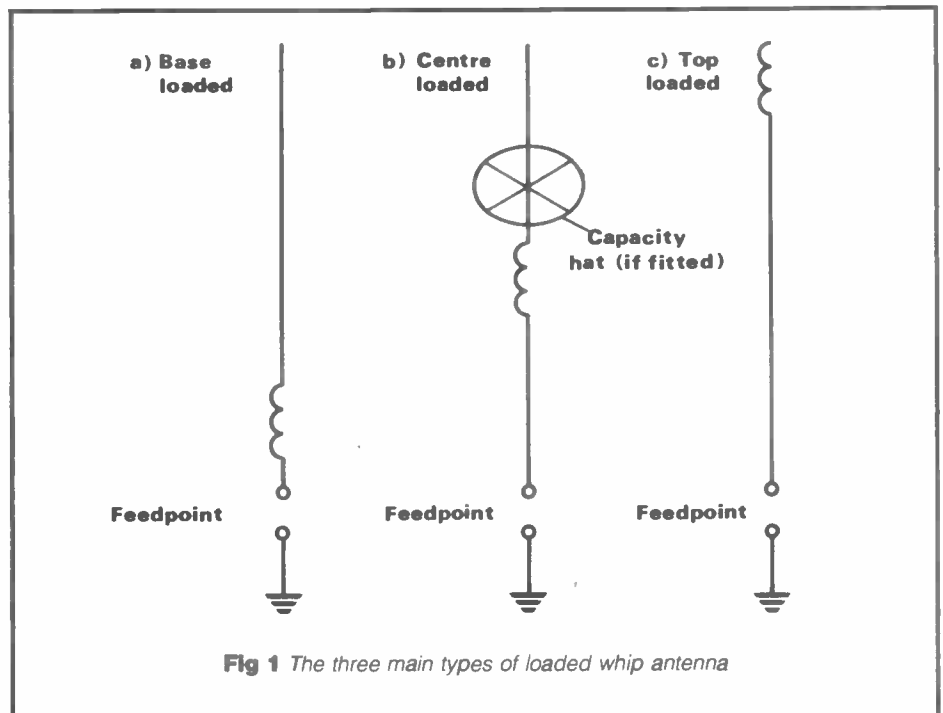 a) Base
loaded
b) Centre
loaded
c) Top
loaded
Capacity
hat (if fitted)
Feedpoint
Feedpoint
Feedpoint
Fig 1 The three main types of loaded whip antenna